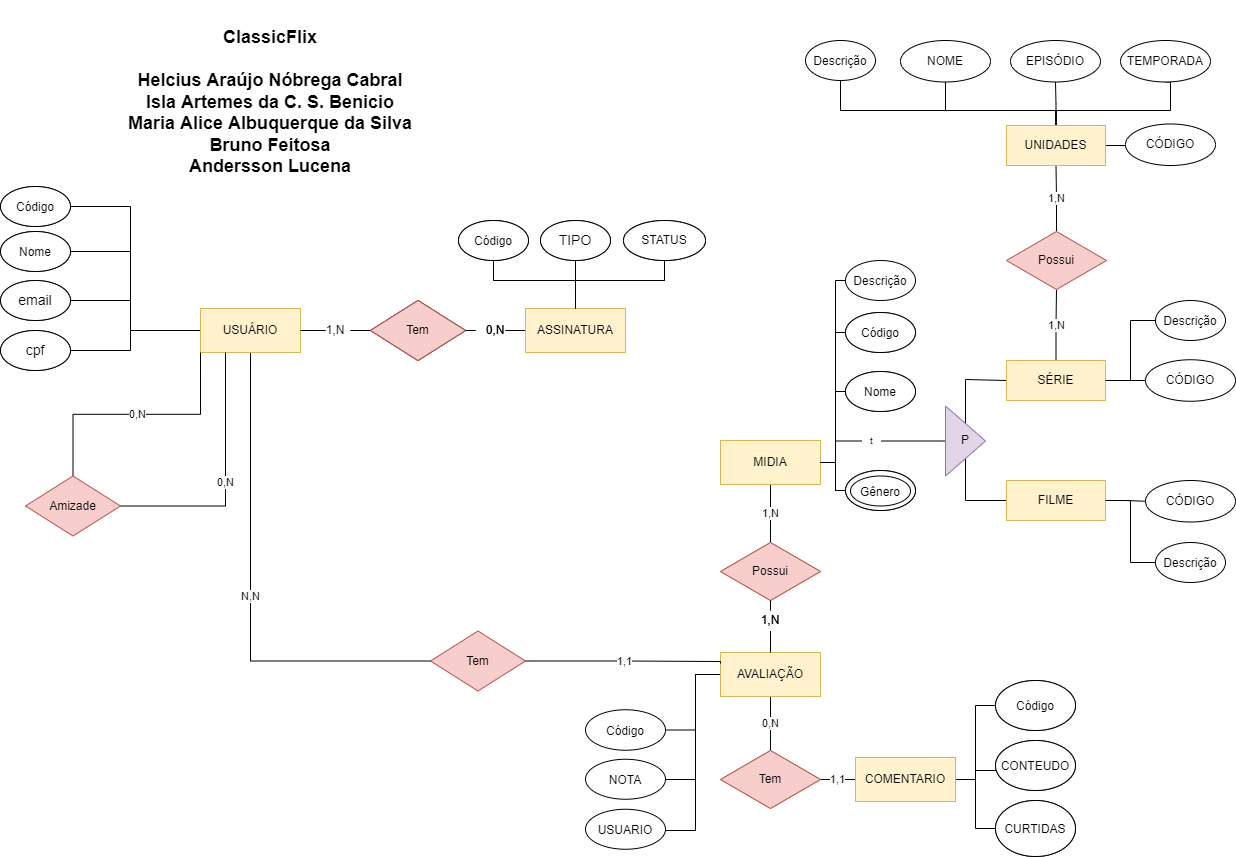 ClassicFlix
Helcius Araújo Nóbrega Cabral
Isla Artemes da C. S. Benicio
Maria Alice Albuquerque da Silva
Bruno Feitosa
Andersson Lucena
Descrição
NOME
EPISÓDIO
TEMPORADA
UNIDADES
CÓDIGO
1,N
Possui
1,N
Código
Nome
email
cpf
USUÁRIO
1,N
Tem
0,N
ASSINATURA
Código
TIPO
STATUS
0,N
0,N
Amizade
Descrição
Código
Nome
Gênero
MIDIA
t
P
SÉRIE
Descrição
CÓDIGO
FILME
CÓDIGO
Descrição
1,N
Possui
1,N
N,N
Tem
1,1
AVALIAÇÃO
Código
NOTA
USUARIO
0,N
Tem
1,1
COMENTARIO
Código
CONTEUDO
CURTIDAS